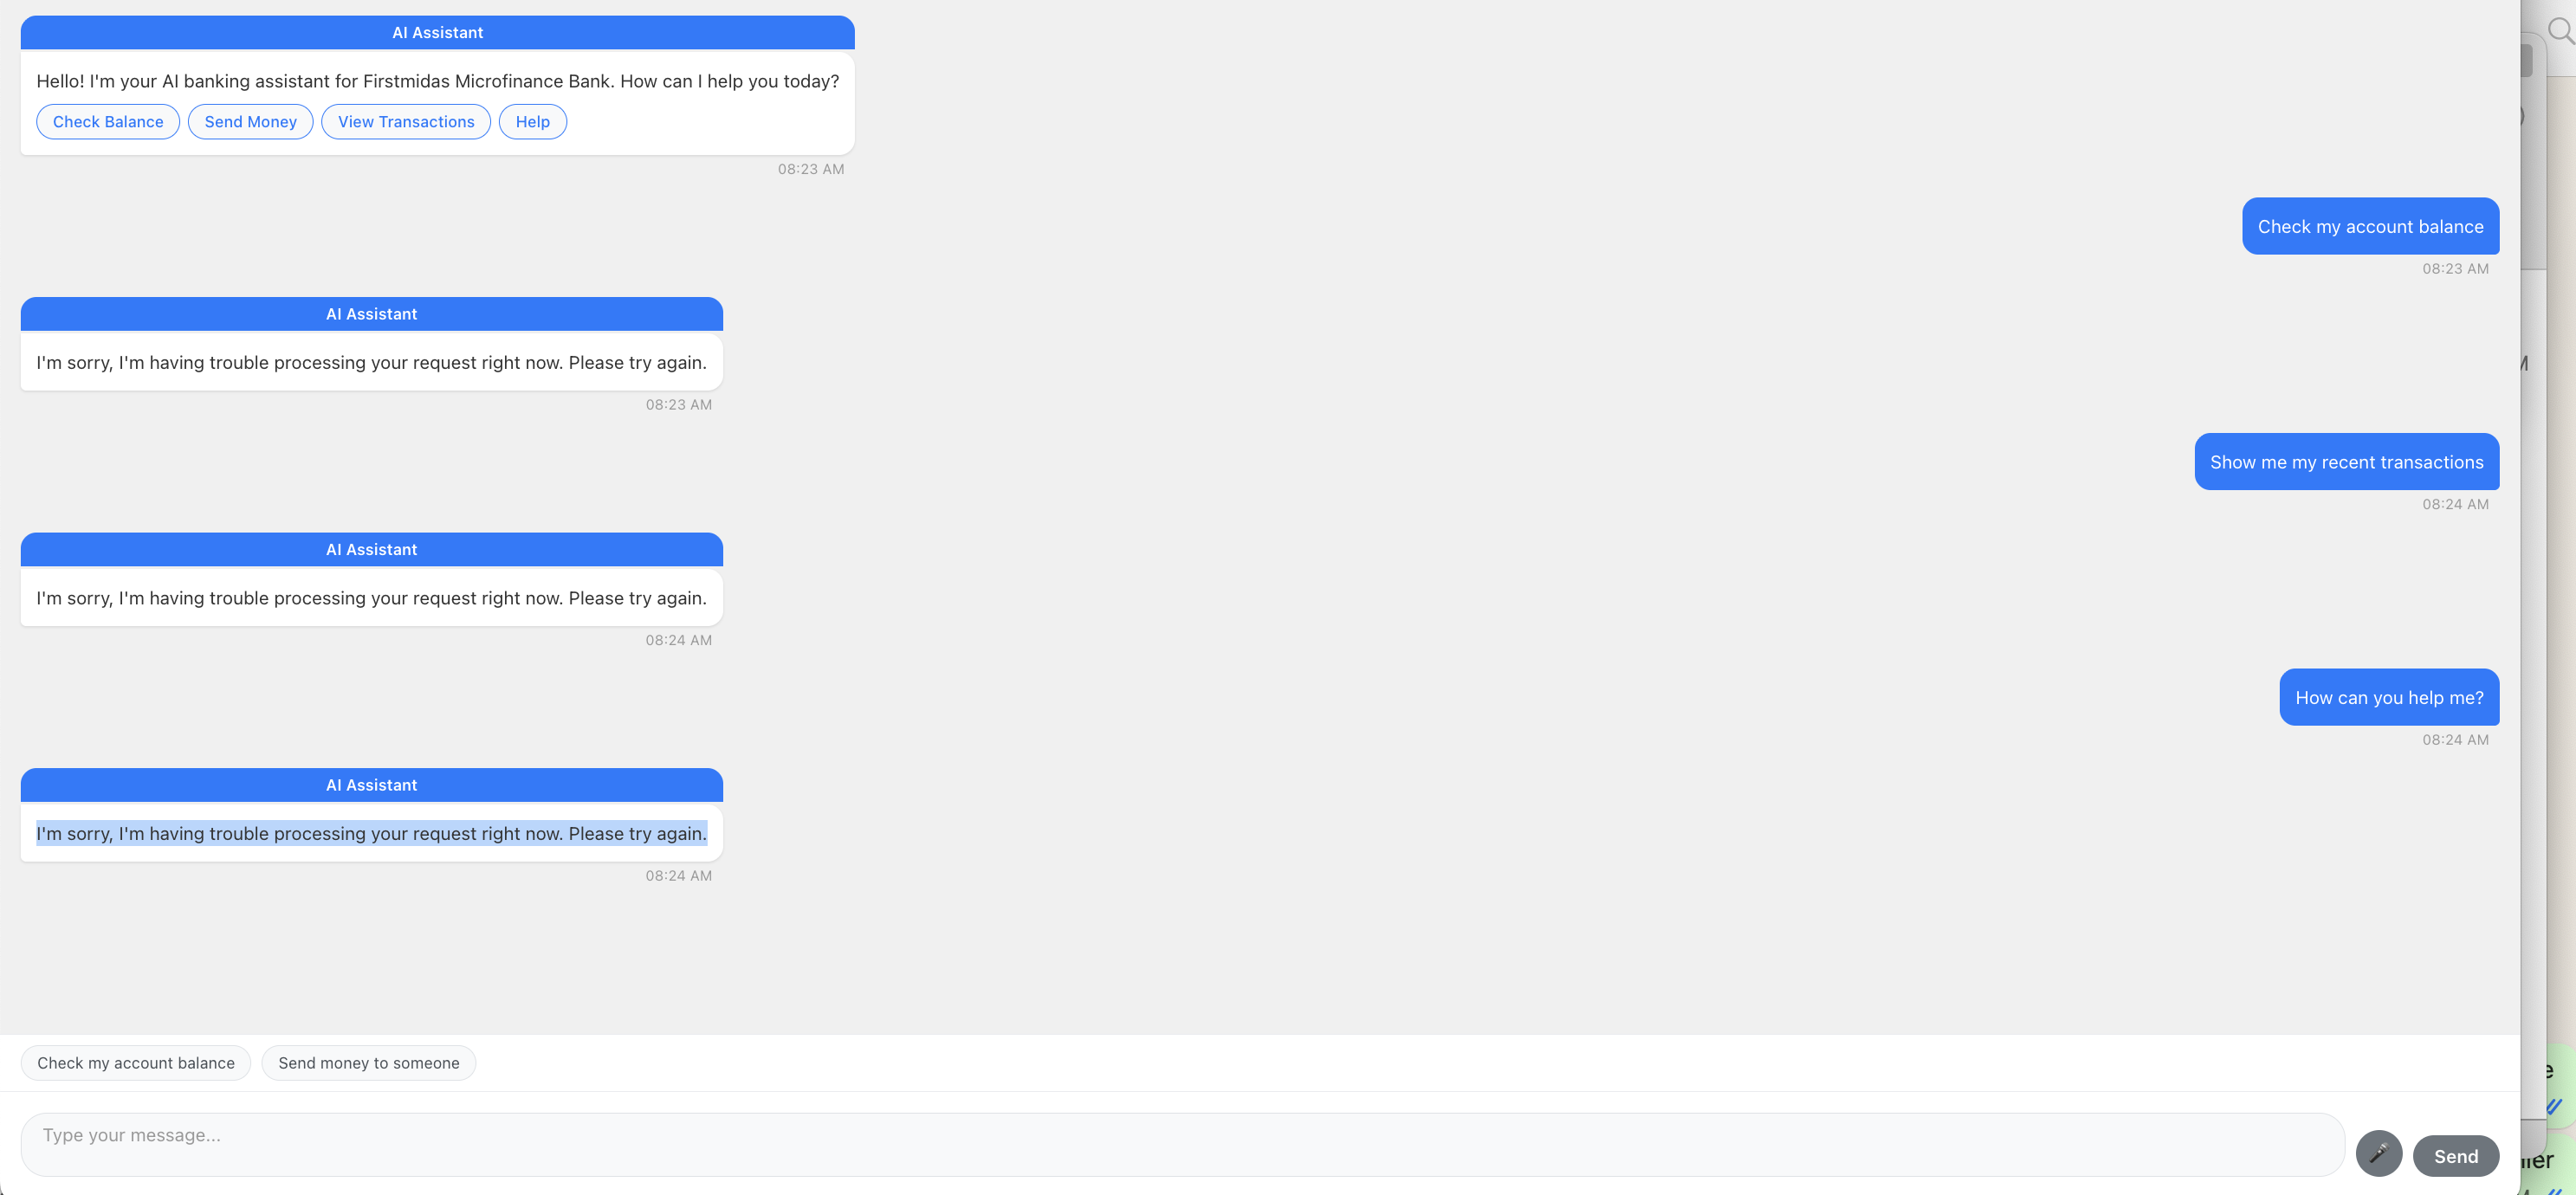 AI Assistant
Hello! I'm your AI banking assistant for Firstmidas Microfinance Bank. How can I help you today?
Check Balance Send Money View Transactions Help
08:23 AM
Check my account balance
08:23 AM
AI Assistant
I'm sorry, I'm having trouble processing your request right now. Please try again.
08:23 AM
Show me my recent transactions
08:24 AM
AI Assistant
I'm sorry, I'm having trouble processing your request right now. Please try again.
08:24 AM
How can you help me?
08:24 AM
AI Assistant
I'm sorry, I'm having trouble processing your request right now. Please try again.
08:24 AM
Check my account balance Send money to someone
Type your message...
Send